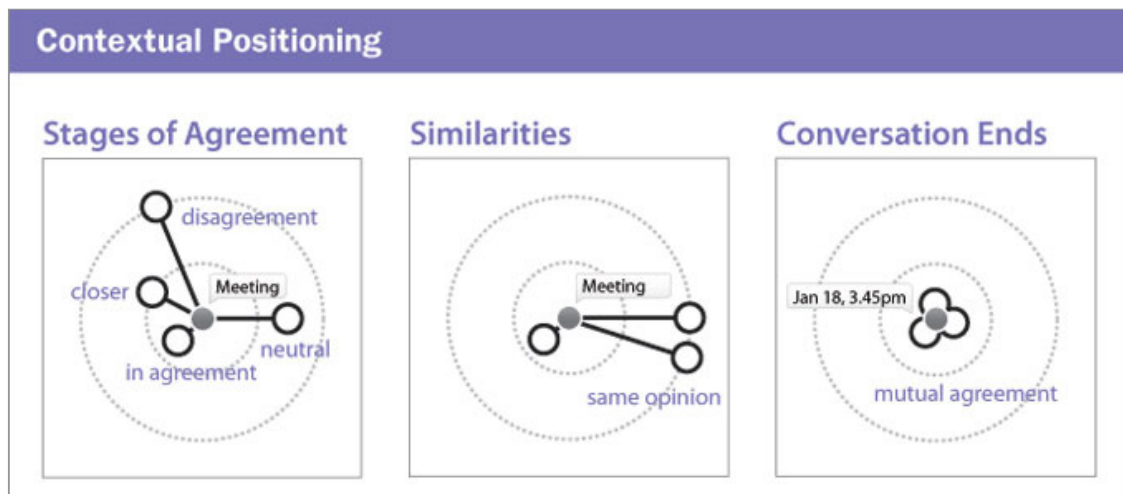 Contextual Positioning
Stages of Agreement
disagreement
closer
Meeting
neutral
in agreement
Similarities
Meeting
same opinion
Conversation Ends
Jan 18, 3.45pm
mutual agreement